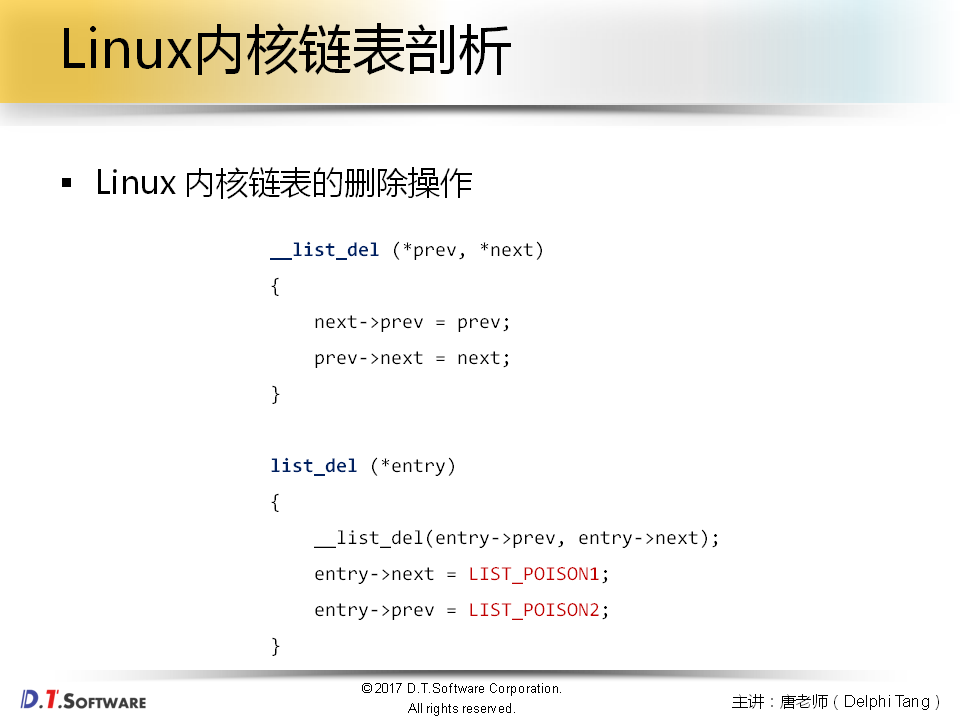 Linux内核链表剖析
▪ Linux 内核链表的删除操作
__list_del (*prev, *next)
{
next->prev = prev;
prev->next = next;
}
list_del (*entry)
{
__list_del(entry->prev, entry->next);
entry->next = LIST_POISON1;
entry->prev = LIST_POISON2;
}
D.T.SOFTWARE
©2017 D.T.Software Corporation.
All rights reserved.
主讲：唐老师（Delphi Tang）